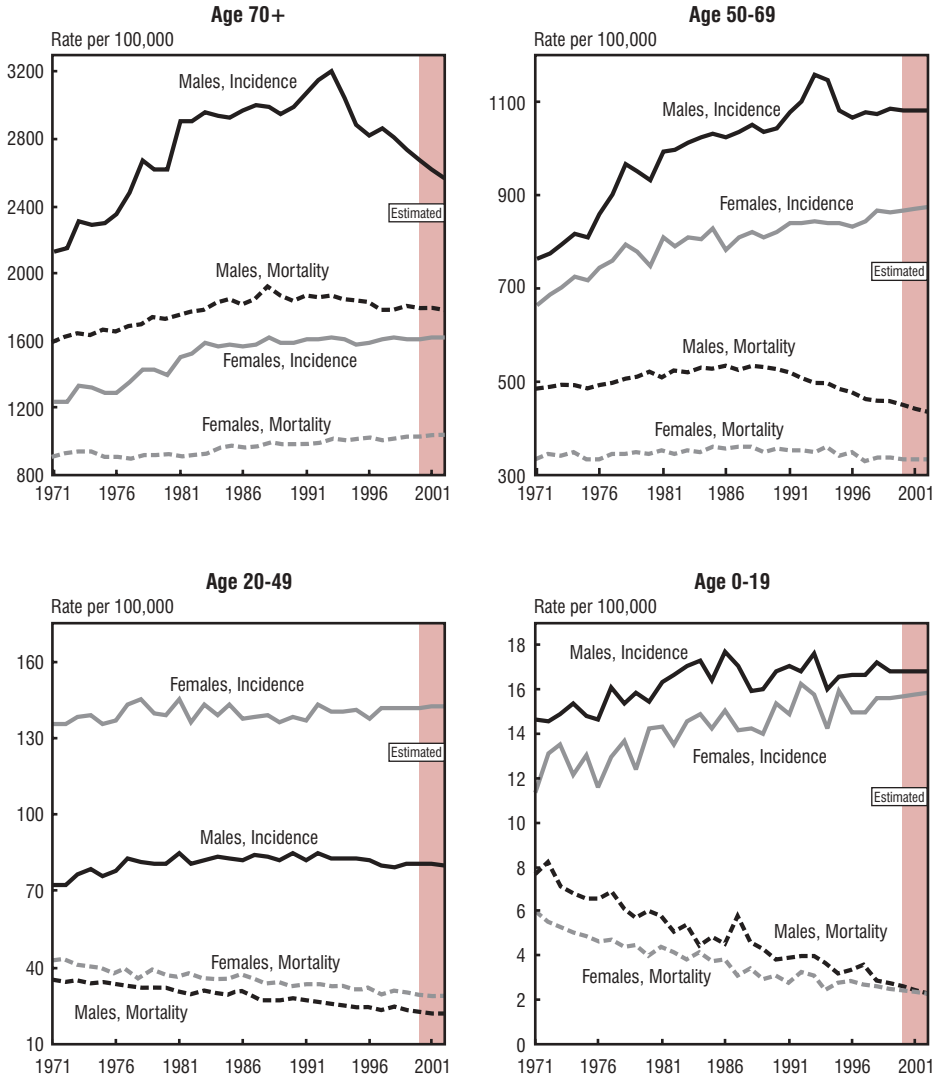 Age 70+
Rate per 100,000
3200
2800
2400
2000
1600
1200
800
Males, Incidence
Estimated
Males, Mortality
Females, Incidence
Females, Mortality
1971 1976 1981 1986 1991 1996 2001
Age 50-69
Rate per 100,000
1100
900
700
500
300
Males, Incidence
Females, Incidence
Estimated
Males, Mortality
Females, Mortality
1971 1976 1981 1986 1991 1996 2001
Age 20-49
Rate per 100,000
160
130
100
70
40
10
Females, Incidence
Estimated
Males, Incidence
Females, Mortality
Males, Mortality
1971 1976 1981 1986 1991 1996 2001
Age 0-19
Rate per 100,000
18
16
14
12
10
8
6
4
2
0
Males, Incidence
Females, Incidence
Estimated
Males, Mortality
Females, Mortality
1971 1976 1981 1986 1991 1996 2001